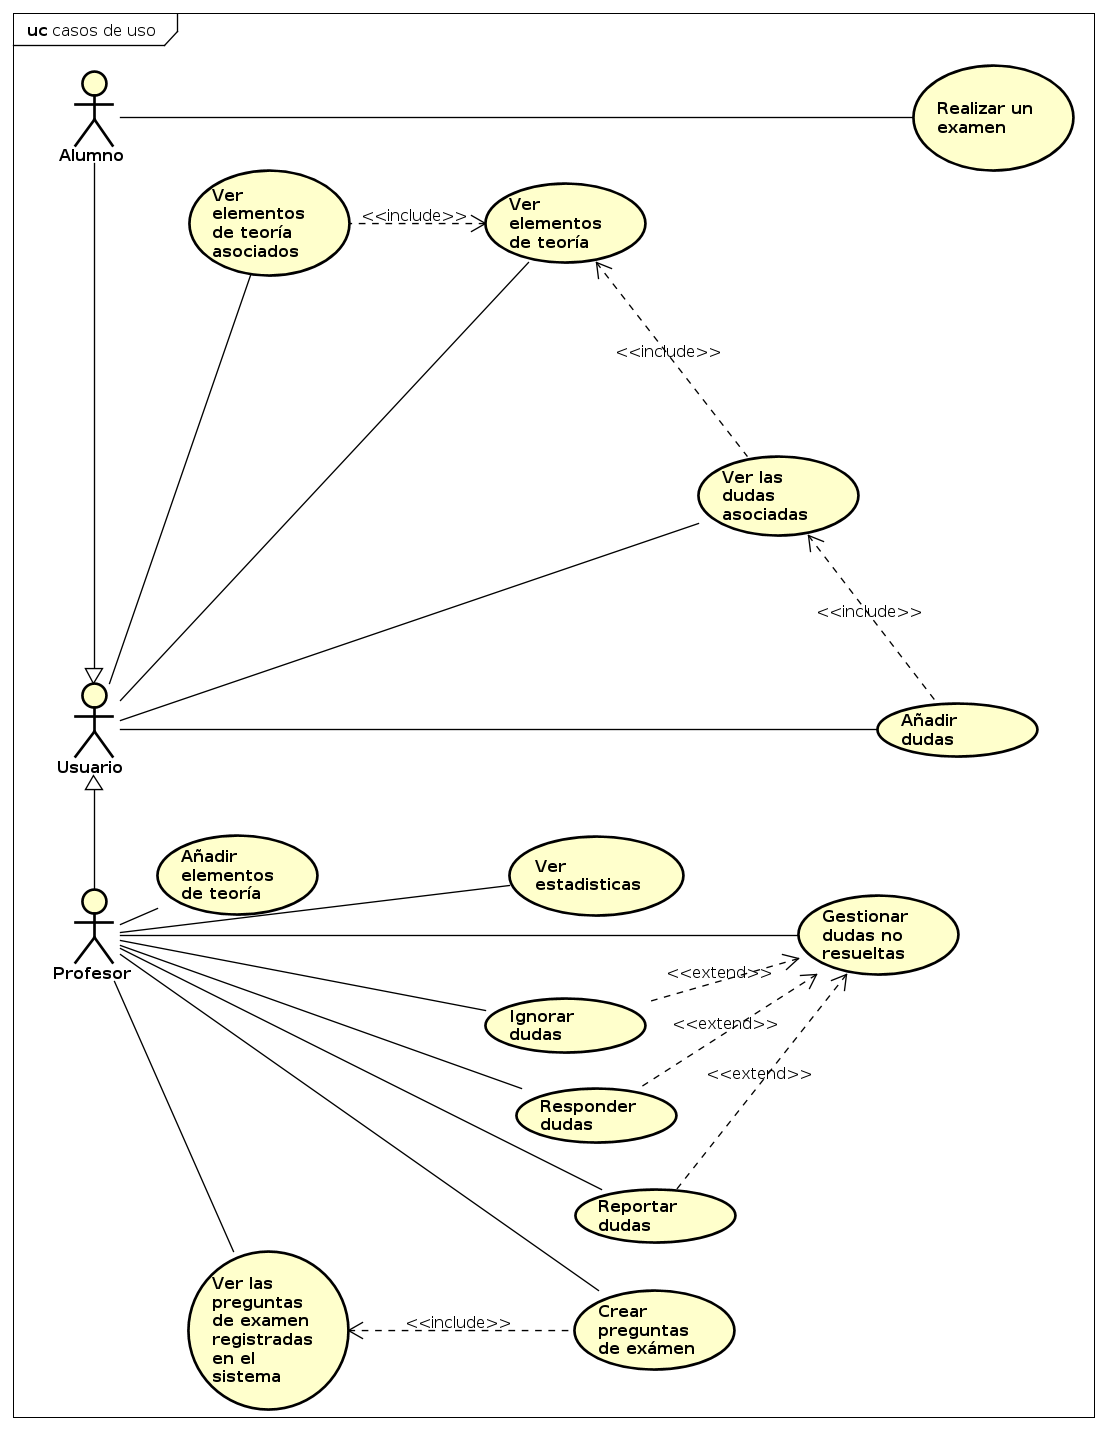 uc casos de uso
Alumno
Realizar un
examen
Ver
elementos
de teoría
asociados
<<include>>
Ver
elementos
de teoría
<<include>>
Ver las
dudas
asociadas
<<include>>
Añadir
dudas
Usuario
Añadir
elementos
de teoría
Ver
estadisticas
Gestionar
dudas no
resueltas
Profesor
<<extend>>
Ignorar
dudas
<<extend>>
Responder
dudas
<<extend>>
Reportar
dudas
Ver las
preguntas
de examen
registradas
en el
sistema
<<include>>
Crear
preguntas
de exámen